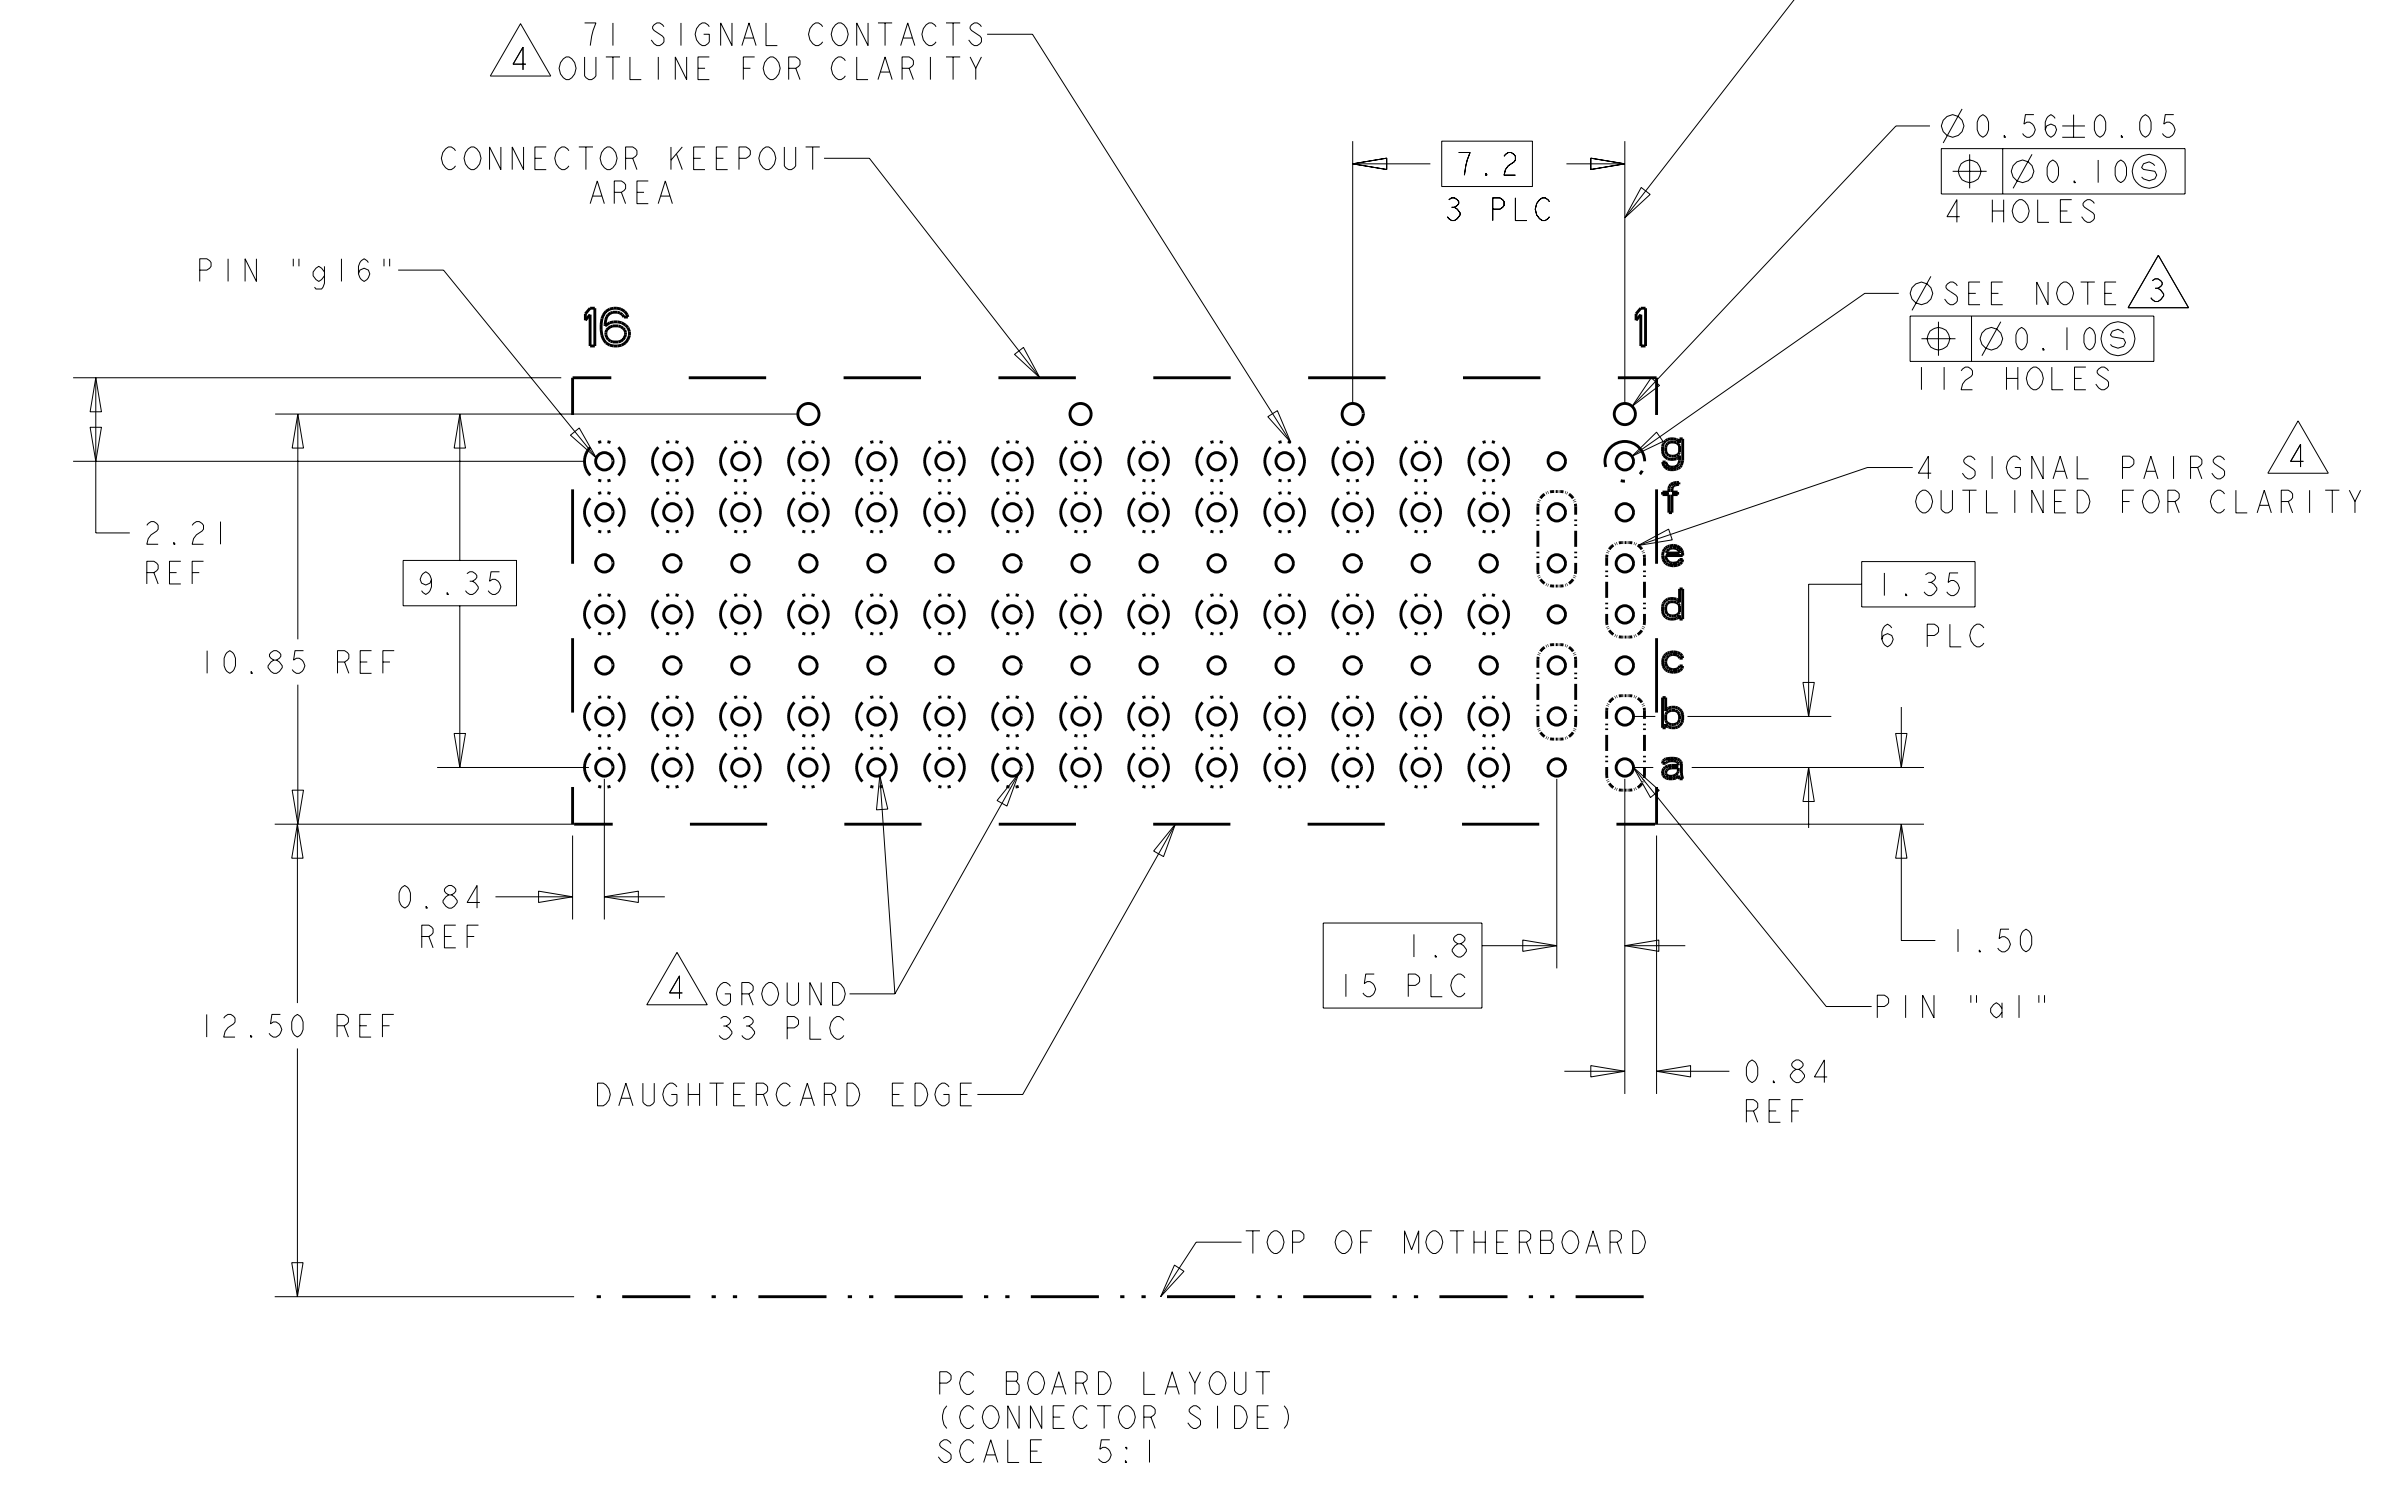 4
71 SIGNAL CONTACTS
OUTLINE FOR CLARITY
CONNECTOR KEEPOUT
AREA
PIN "g16"
7.2
3 PLC
Ø0.56±0.05
⌖ Ø0.10Ⓢ
4 HOLES
ØSEE NOTE 3
⌖ Ø0.10Ⓢ
112 HOLES
16
1
g
f
e
d
c
b
a
4 SIGNAL PAIRS 4
OUTLINED FOR CLARITY
2.21
REF
9.35
10.85 REF
1.35
6 PLC
0.84
REF
12.50 REF
4 GROUND
33 PLC
DAUGHTERCARD EDGE
1.8
15 PLC
1.50
PIN "a1"
0.84
REF
TOP OF MOTHERBOARD
PC BOARD LAYOUT
(CONNECTOR SIDE)
SCALE 5:1